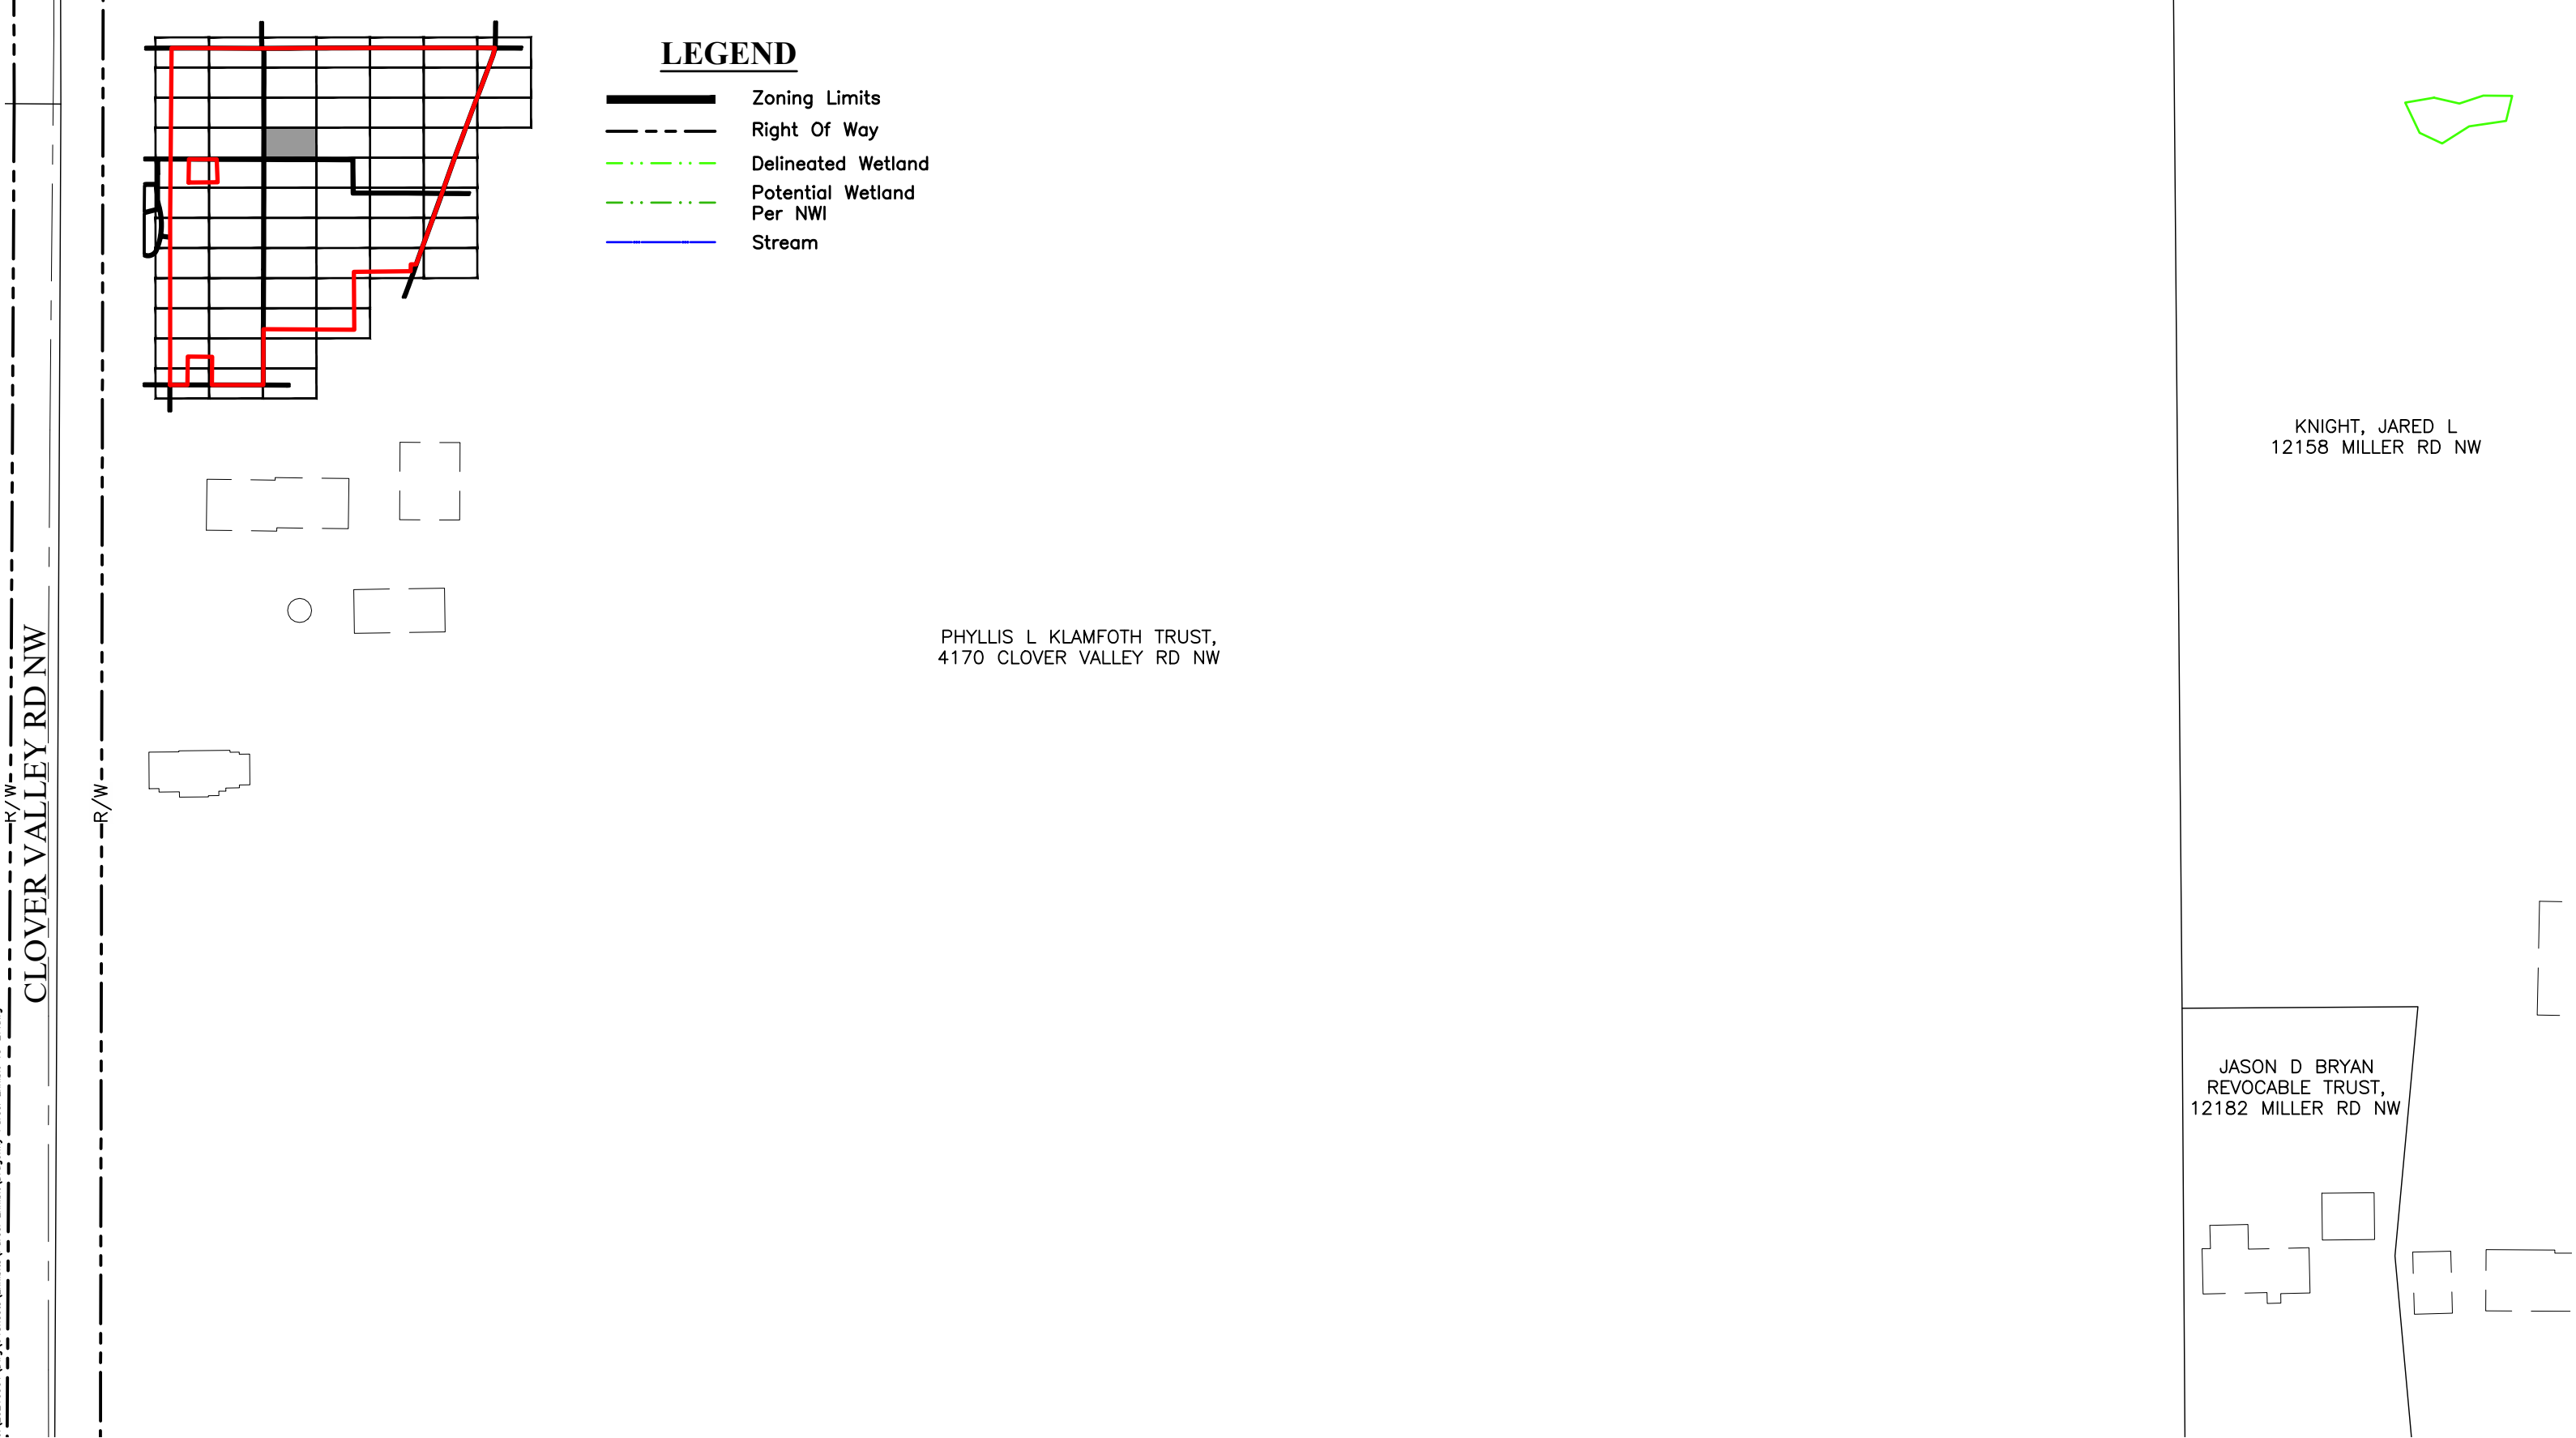 LEGEND
Zoning Limits
Right Of Way
Delineated Wetland
Potential Wetland
Per NWI
Stream
KNIGHT, JARED L
12158 MILLER RD NW
PHYLLIS L KLAMFOTH TRUST,
4170 CLOVER VALLEY RD NW
CLOVER VALLEY RD NW
R/W
R/W
JASON D BRYAN
REVOCABLE TRUST,
12182 MILLER RD NW